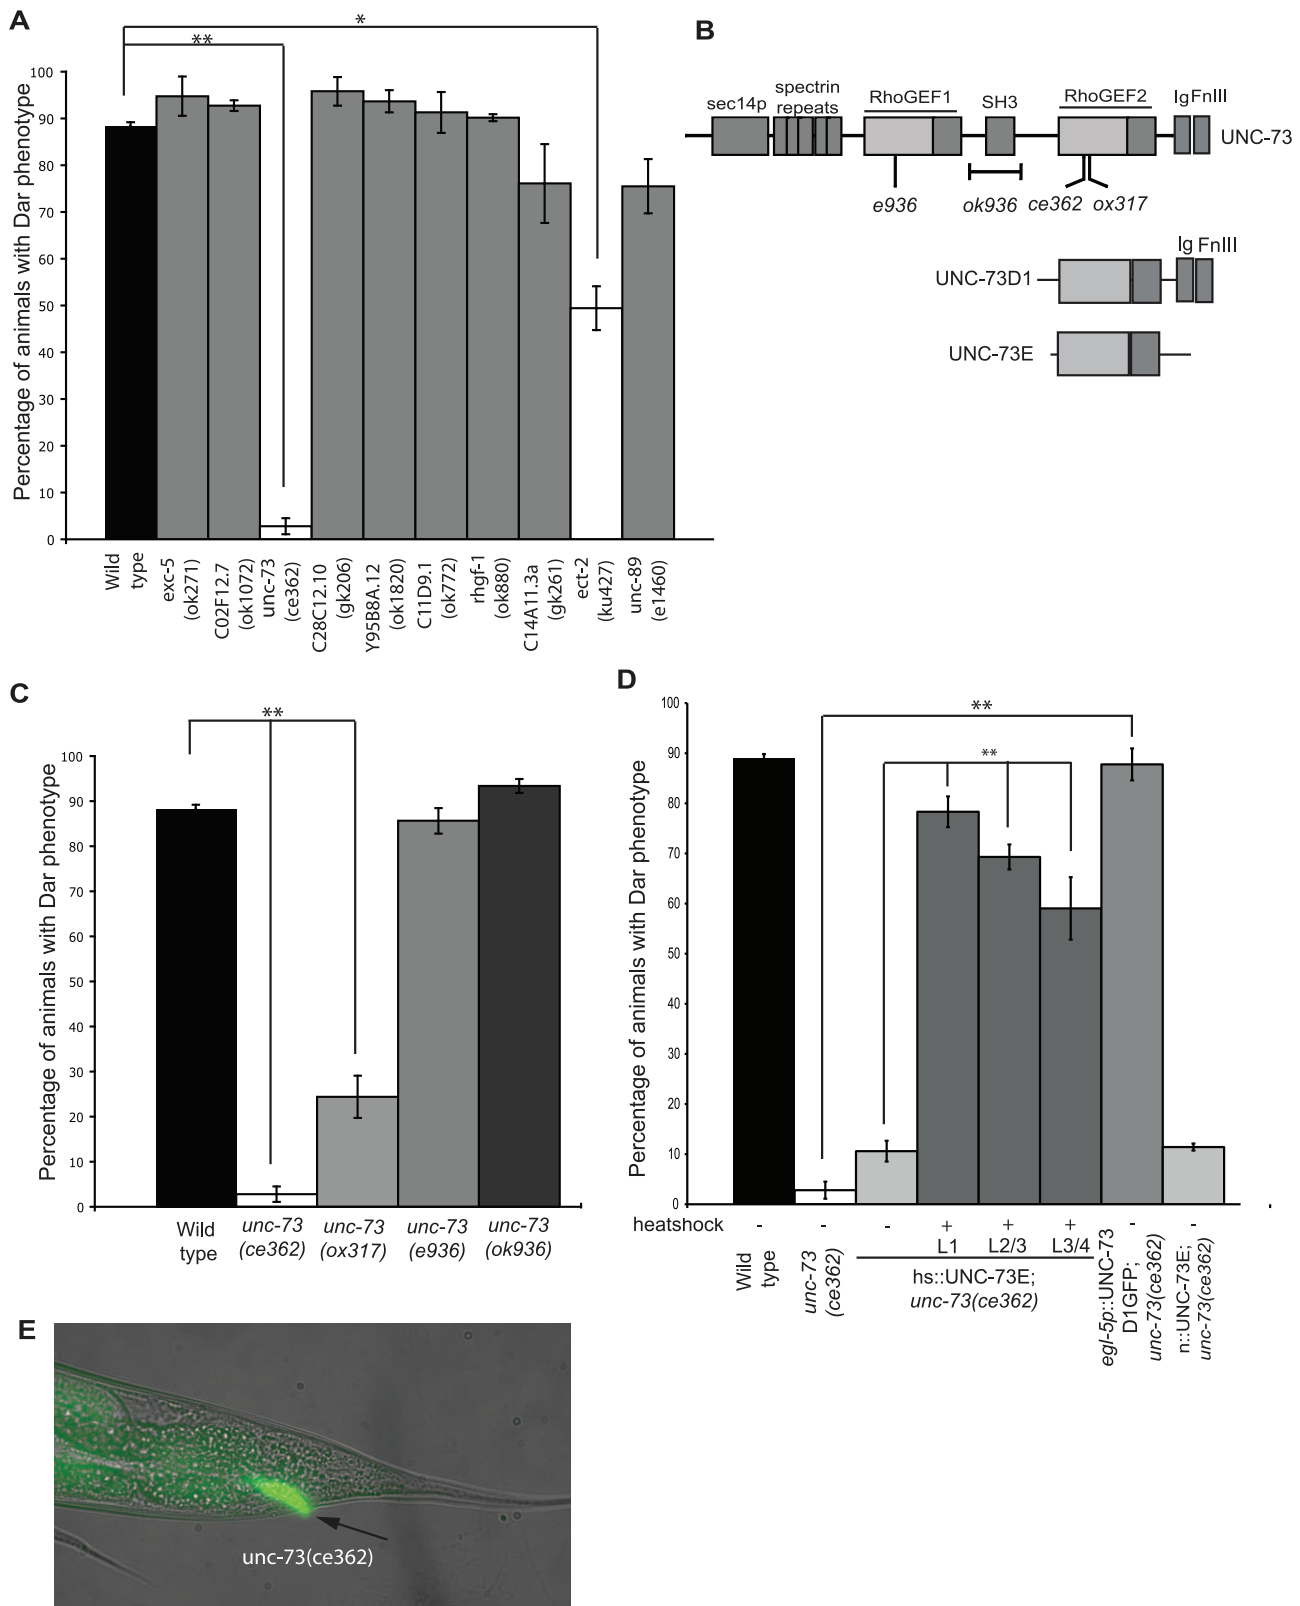 A
*
**
Percentage of animals with Dar phenotype
100
90
80
70
60
50
40
30
20
10
0
Wild type
exc-5 (ok271)
C02F12.7 (ok1072)
unc-73 (ce362)
C28C12.10 (gk206)
Y95B8A.12 (ok1820)
C11D9.1 (ok772)
rhgf-1 (ok880)
C14A11.3a (gk261)
ect-2 (ku427)
unc-89 (e1460)
B
sec14p
spectrin
repeats
RhoGEF1
SH3
RhoGEF2
Ig FnIII
UNC-73
e936
ok936
ce362
ox317
Ig FnIII
UNC-73D1
UNC-73E
C
**
Percentage of animals with Dar phenotype
100
90
80
70
60
50
40
30
20
10
0
Wild type
unc-73 (ce362)
unc-73 (ox317)
unc-73 (e936)
unc-73 (ok936)
D
**
**
Percentage of animals with Dar phenotype
100
90
80
70
60
50
40
30
20
10
0
heatshock - - - + + + - -
L1 L2/3 L3/4
Wild type
unc-73 (ce362)
hs::UNC-73E;
unc-73(ce362)
egl-5p::UNC-73 D1GFP; unc-73(ce362)
n::UNC-73E; unc-73(ce362)
E
unc-73(ce362)